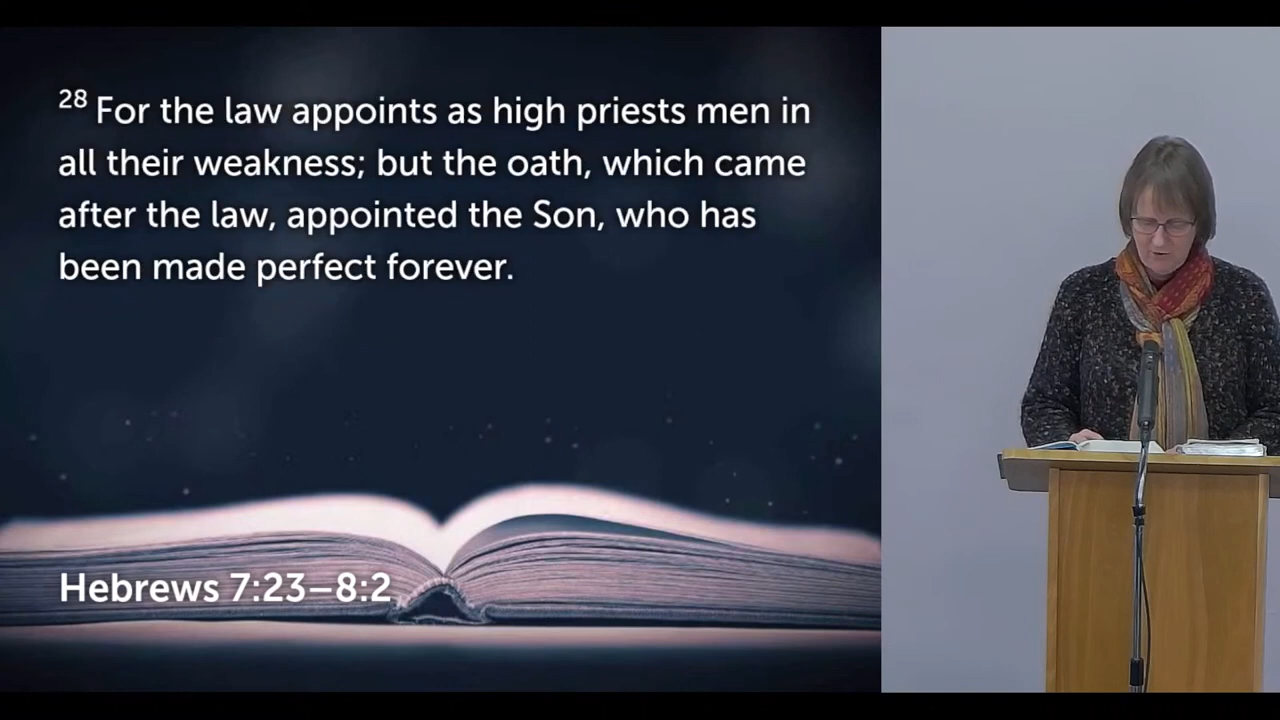 28 For the law appoints as high priests men in
all their weakness; but the oath, which came
after the law, appointed the Son, who has
been made perfect forever.
Hebrews 7:23–8:2